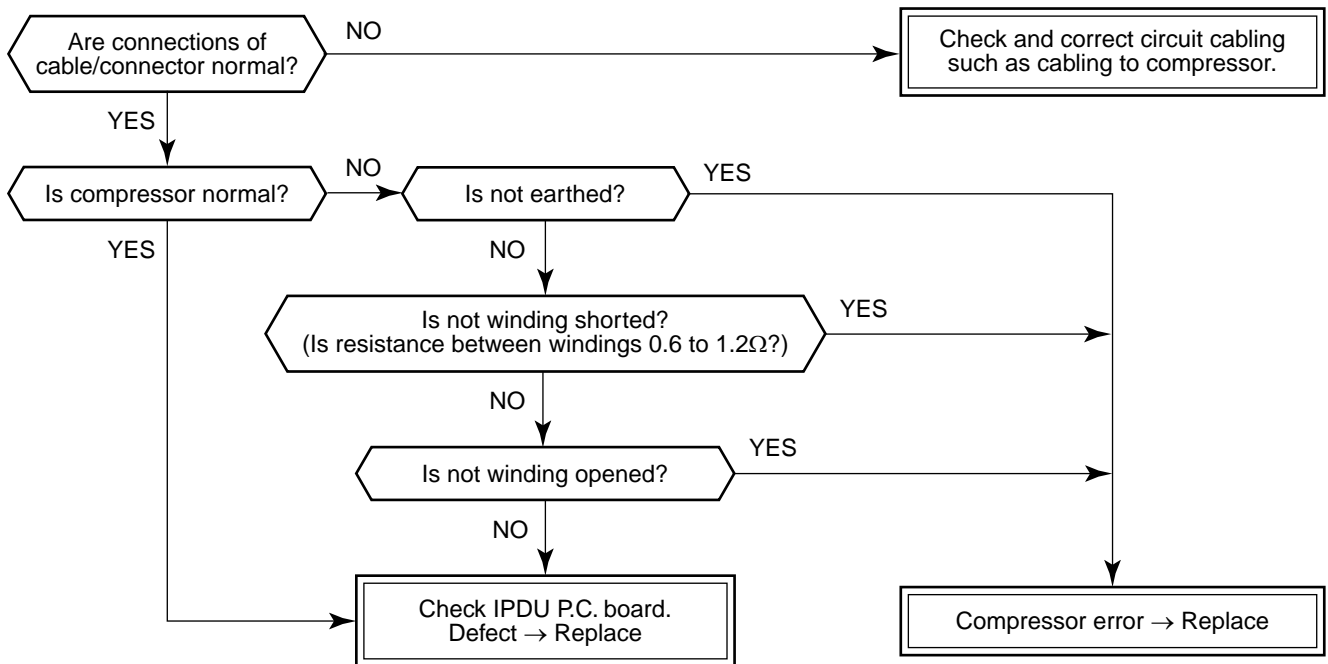 Are connections of
cable/connector normal?
NO
Check and correct circuit cabling
such as cabling to compressor.
YES
Is compressor normal?
NO
Is not earthed?
YES
YES
NO
Is not winding shorted?
(Is resistance between windings 0.6 to 1.2Ω?)
YES
NO
Is not winding opened?
YES
NO
Check IPDU P.C. board.
Defect → Replace
Compressor error → Replace